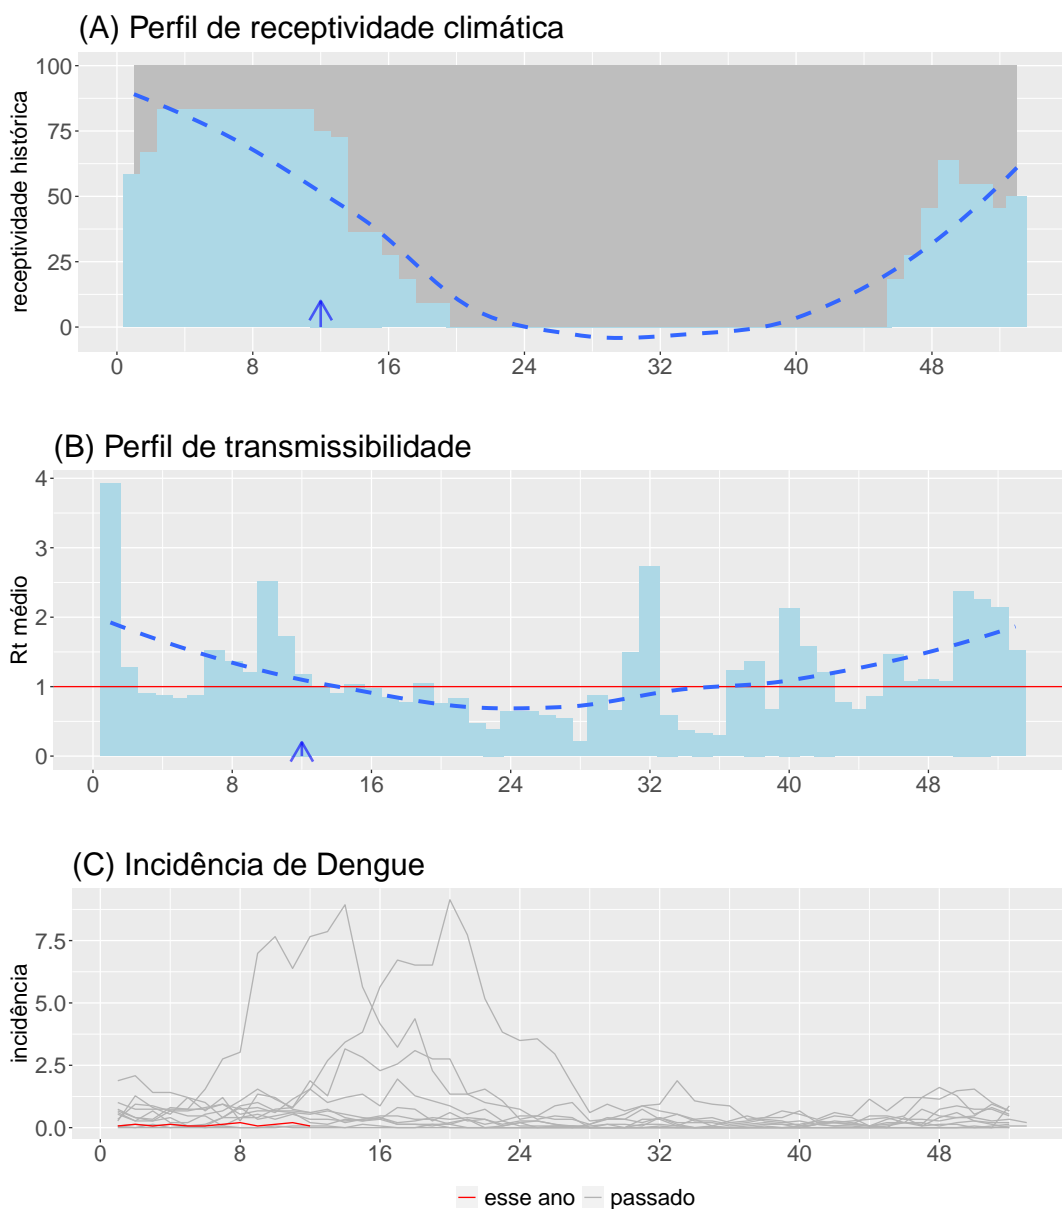 (A) Perfil de receptividade climática
receptividade histórica
100
75
50
25
0
0 8 16 24 32 40 48
(B) Perfil de transmissibilidade
Rt médio
4
3
2
1
0
0 8 16 24 32 40 48
(C) Incidência de Dengue
incidência
7.5
5.0
2.5
0.0
0 8 16 24 32 40 48
esse ano passado